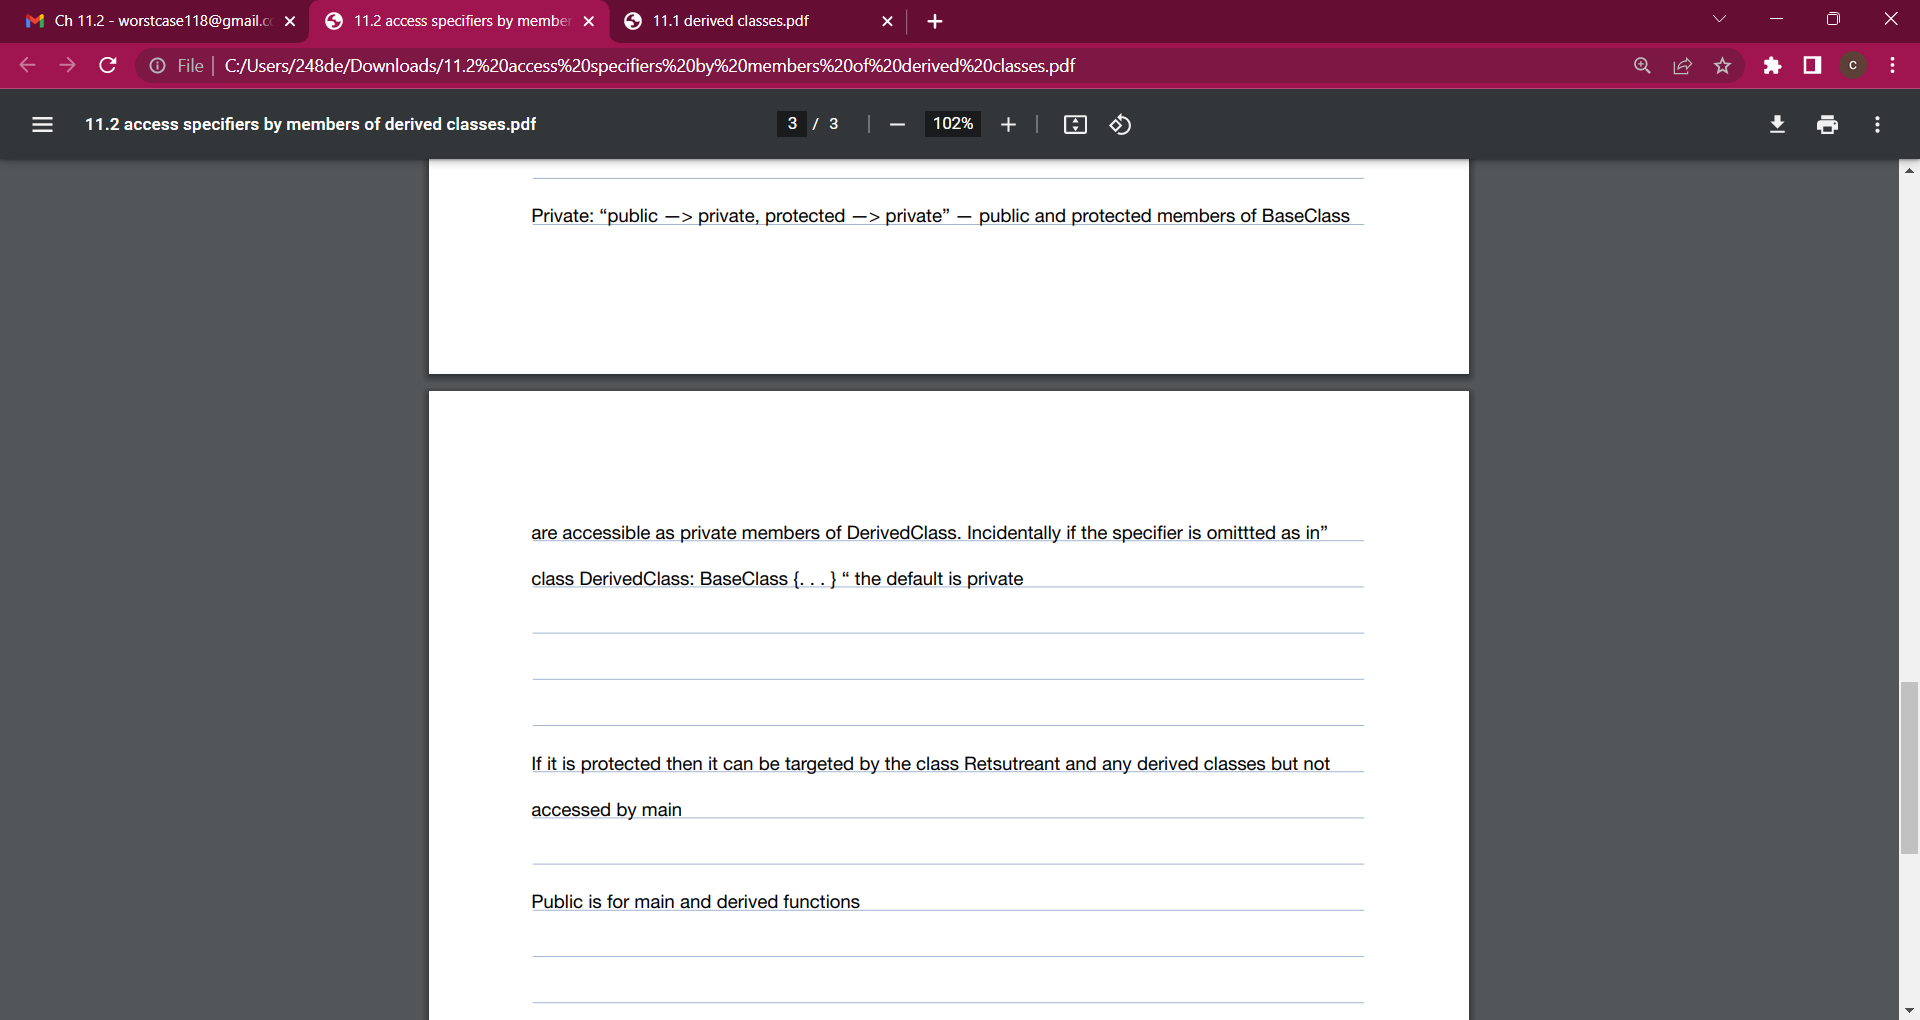 Ch 11.2 - worstcase118@gmail.cc
11.2 access specifiers by member
11.1 derived classes.pdf
File
C:/Users/248de/Downloads/11.2%20access%20specifiers%20by%20members%20of%20derived%20classes.pdf
C
11.2 access specifiers by members of derived classes.pdf
3 / 3
102%
Private: “public —> private, protected —> private” — public and protected members of BaseClass
are accessible as private members of DerivedClass. Incidentally if the specifier is omittted as in”
class DerivedClass: BaseClass {. . . } “ the default is private
If it is protected then it can be targeted by the class Retsutreant and any derived classes but not
accessed by main
Public is for main and derived functions